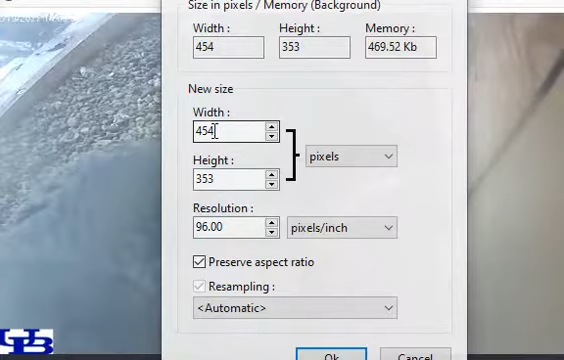 Size in pixels / Memory (Background)
Width : Height : Memory:
454 353 469.52 Kb
New size
Width :
454
pixels
Height :
353
Resolution :
96.00 pixels/inch
Preserve aspect ratio
Resampling :
<Automatic>
Ok Cancel